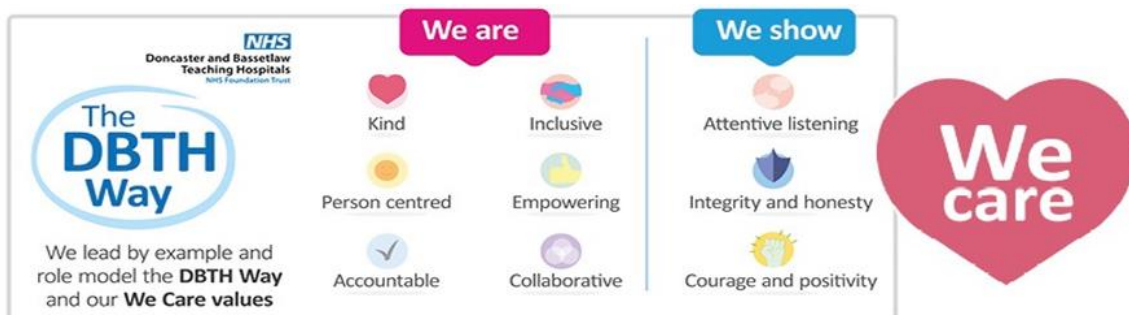 NHS
Doncaster and Bassetlaw
Teaching Hospitals
NHS Foundation Trust
The
DBTH
Way
We lead by example and
role model the DBTH Way
and our We Care values
We are
Kind
Inclusive
Person centred
Empowering
Accountable
Collaborative
We show
Attentive listening
Integrity and honesty
Courage and positivity
We
care